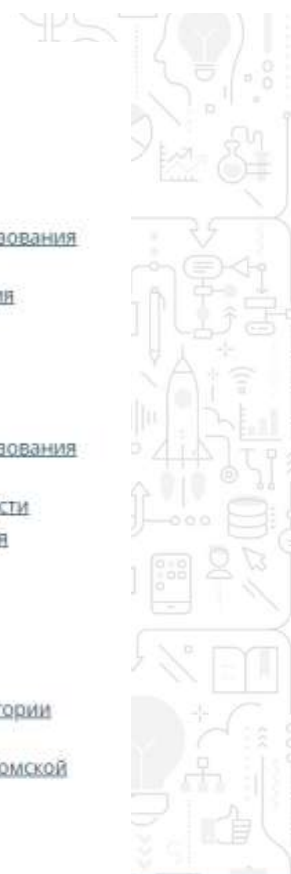 зования
ия
зования
сти
я
тории
омской